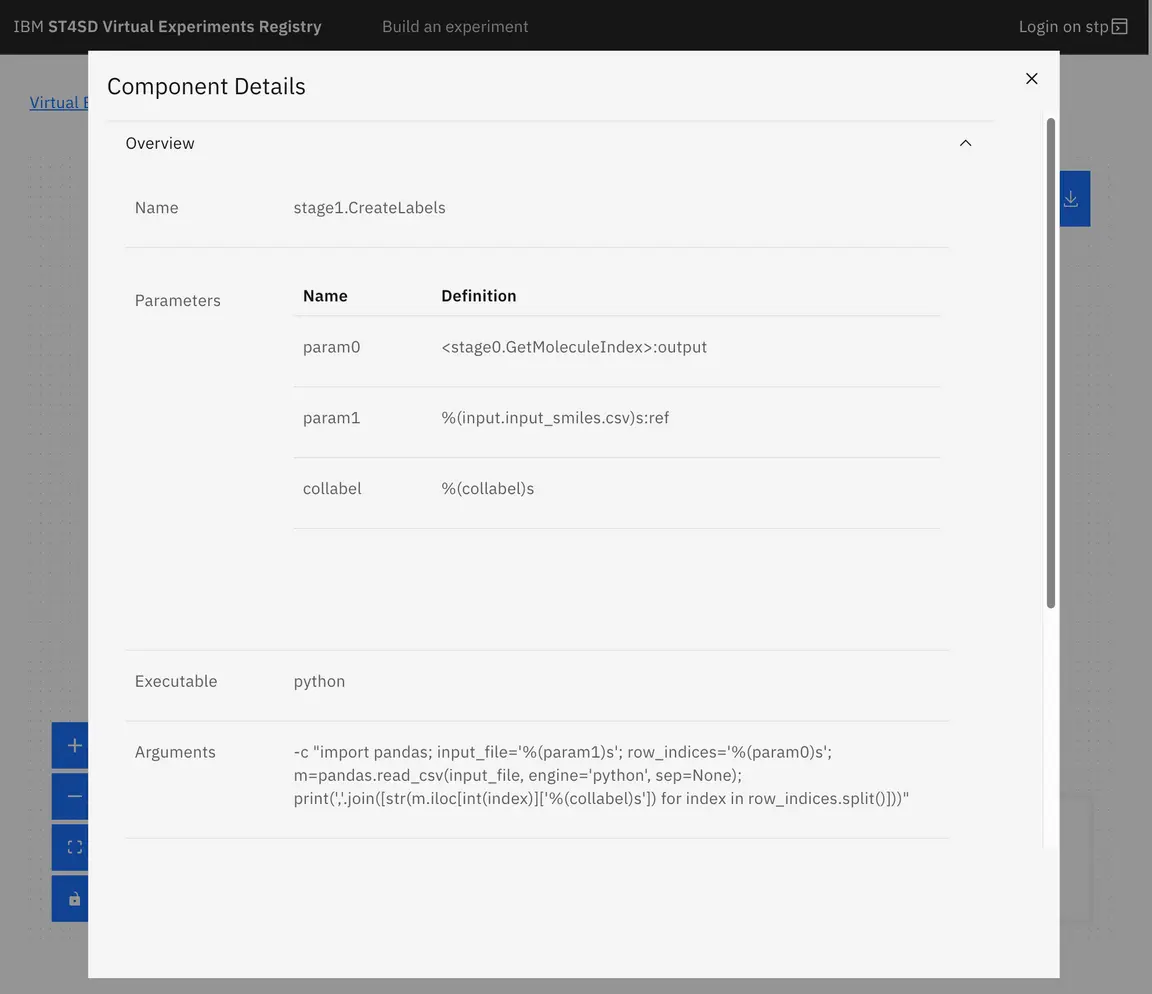 IBM ST4SD Virtual Experiments Registry
Build an experiment
Login on stp
Virtual
Component Details
Overview
Name stage1.CreateLabels
Parameters
Name Definition
param0 <stage0.GetMoleculeIndex>:output
param1 %(input.input_smiles.csv)s:ref
collabel %(collabel)s
Executable python
Arguments -c "import pandas; input_file='%(param1)s'; row_indices='%(param0)s';
m=pandas.read_csv(input_file, engine='python', sep=None);
print(','.join([str(m.iloc[int(index)]['%(collabel)s']) for index in row_indices.split()]))"